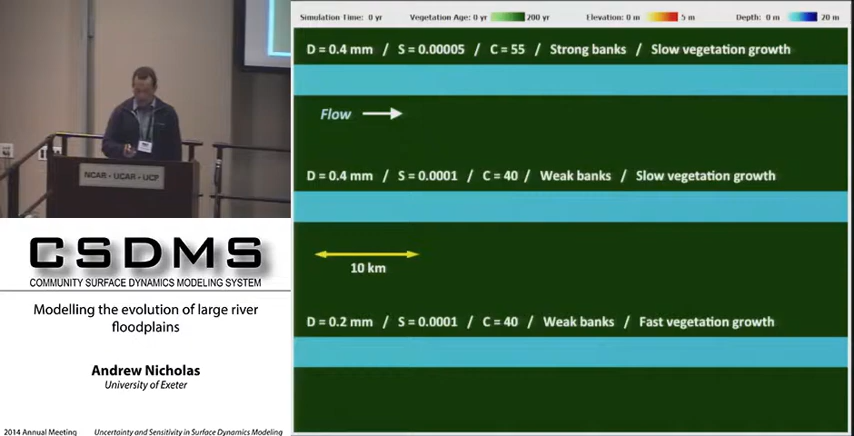 Simulation Time: 0 yr Vegetation Age: 0 yr 200 yr Elevation: 0 m 5 m Depth: 0 m 20 m
D = 0.4 mm / S = 0.00005 / C = 55 / Strong banks / Slow vegetation growth
Flow
D = 0.4 mm / S = 0.0001 / C = 40 / Weak banks / Slow vegetation growth
10 km
D = 0.2 mm / S = 0.0001 / C = 40 / Weak banks / Fast vegetation growth
NCAR - UCAR - UCP
CSDMS
COMMUNITY SURFACE DYNAMICS MODELING SYSTEM
Modelling the evolution of large river
floodplains
Andrew Nicholas
University of Exeter
2014 Annual Meeting Uncertainty and Sensitivity in Surface Dynamics Modeling